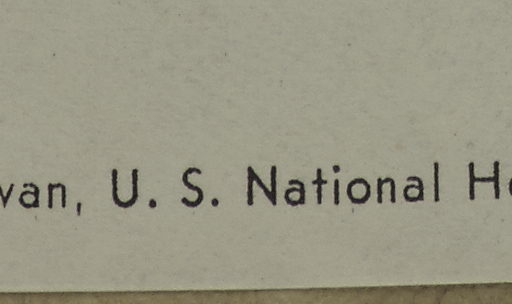 van, U. S. National H